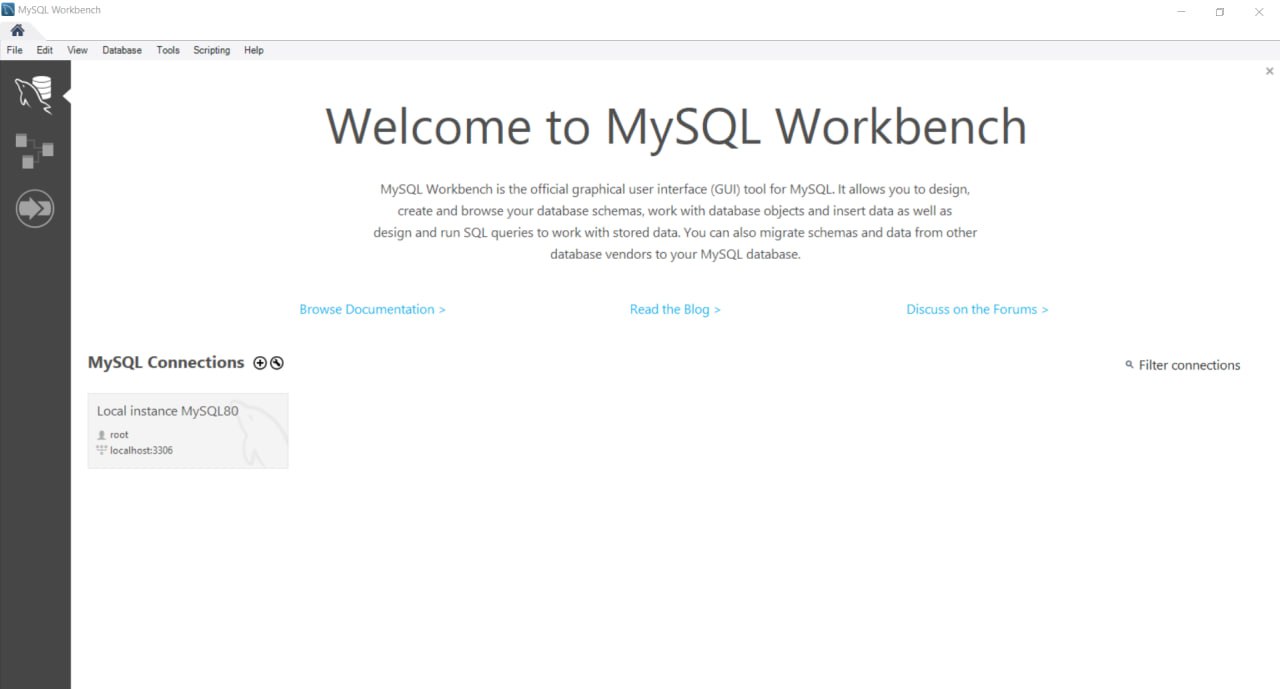 MySQL Workbench
File Edit View Database Tools Scripting Help
Welcome to MySQL Workbench
MySQL Workbench is the official graphical user interface (GUI) tool for MySQL. It allows you to design,
create and browse your database schemas, work with database objects and insert data as well as
design and run SQL queries to work with stored data. You can also migrate schemas and data from other
database vendors to your MySQL database.
Browse Documentation > Read the Blog > Discuss on the Forums >
MySQL Connections Filter connections
Local instance MySQL80
root
localhost:3306